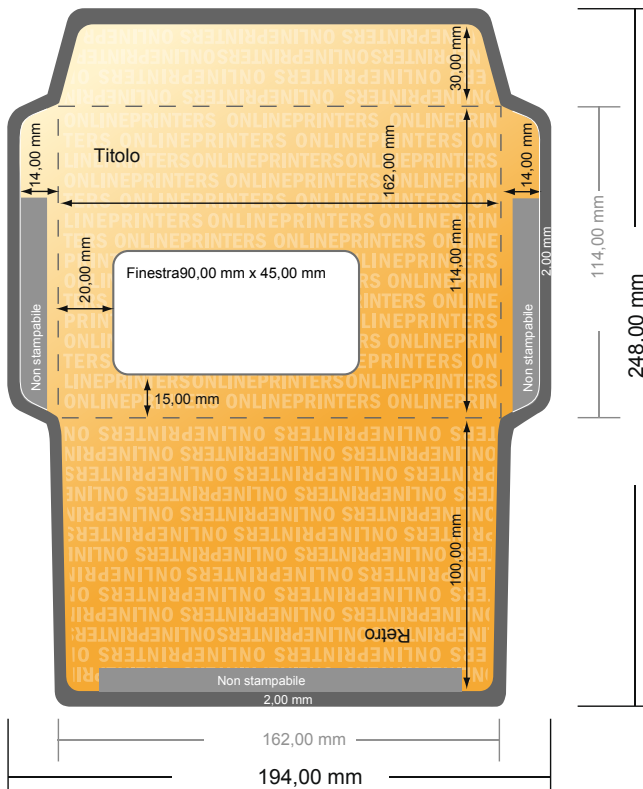 30,00 mm
14,00 mm
Titolo
162,00 mm
14,00 mm
ONLINEPRINTERS ONLINEPRINTERS
114,00 mm
2,00 mm
114,00 mm
248,00 mm
20,00 mm
Finestra90,00 mm x 45,00 mm
Non stampabile
Non stampabile
15,00 mm
100,00 mm
Retro
Non stampabile
2,00 mm
162,00 mm
194,00 mm